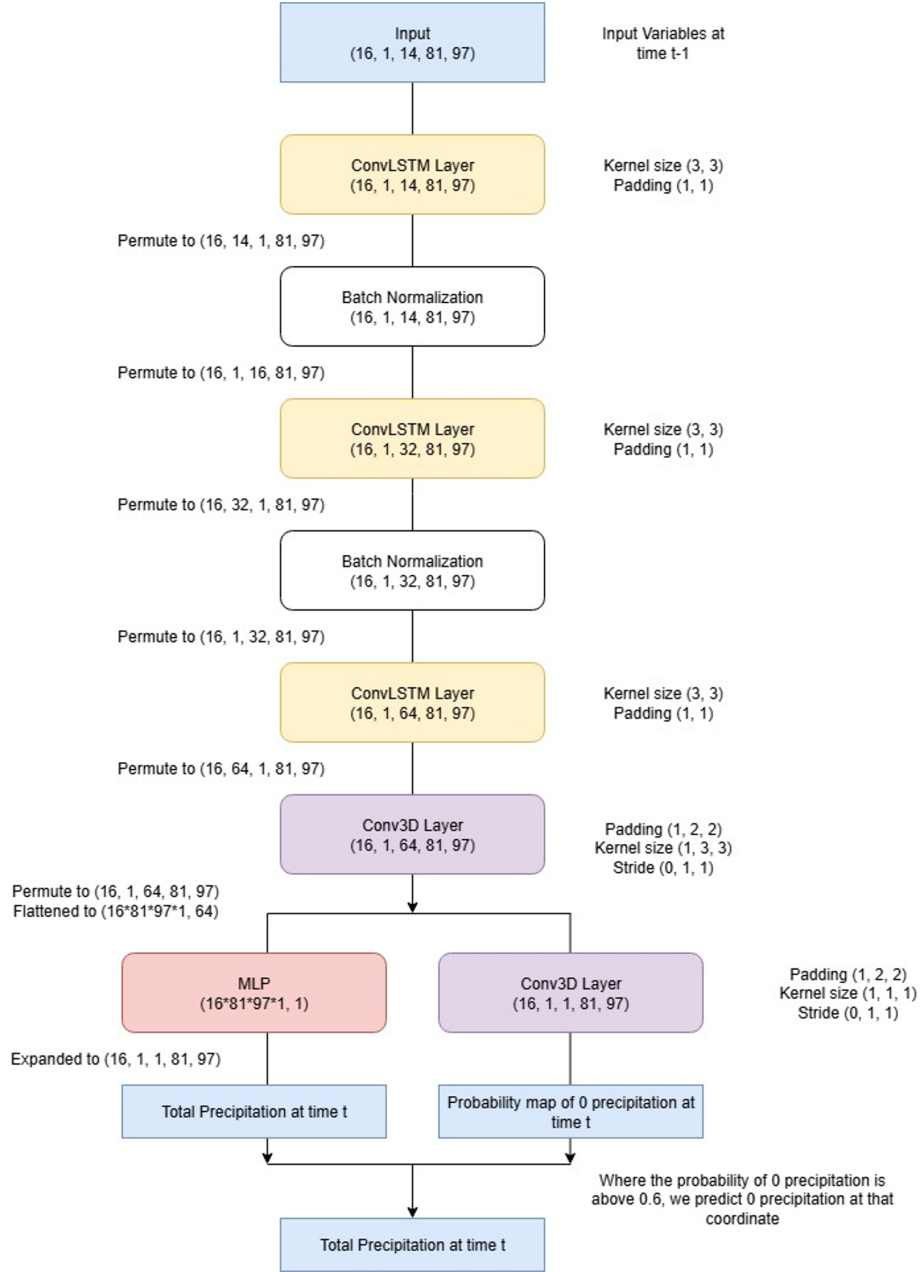 Input
(16, 1, 14, 81, 97)
Input Variables at
time t-1
ConvLSTM Layer
(16, 1, 14, 81, 97)
Kernel size (3, 3)
Padding (1, 1)
Permute to (16, 14, 1, 81, 97)
Batch Normalization
(16, 1, 14, 81, 97)
Permute to (16, 1, 16, 81, 97)
ConvLSTM Layer
(16, 1, 32, 81, 97)
Kernel size (3, 3)
Padding (1, 1)
Permute to (16, 32, 1, 81, 97)
Batch Normalization
(16, 1, 32, 81, 97)
Permute to (16, 1, 32, 81, 97)
ConvLSTM Layer
(16, 1, 64, 81, 97)
Kernel size (3, 3)
Padding (1, 1)
Permute to (16, 64, 1, 81, 97)
Conv3D Layer
(16, 1, 64, 81, 97)
Padding (1, 2, 2)
Kernel size (1, 3, 3)
Stride (0, 1, 1)
Permute to (16, 1, 64, 81, 97)
Flattened to (16*81*97*1, 64)
MLP
(16*81*97*1, 1)
Conv3D Layer
(16, 1, 1, 81, 97)
Padding (1, 2, 2)
Kernel size (1, 1, 1)
Stride (0, 1, 1)
Expanded to (16, 1, 1, 81, 97)
Total Precipitation at time t
Probability map of 0 precipitation at
time t
Where the probability of 0 precipitation is
above 0.6, we predict 0 precipitation at that
coordinate
Total Precipitation at time t